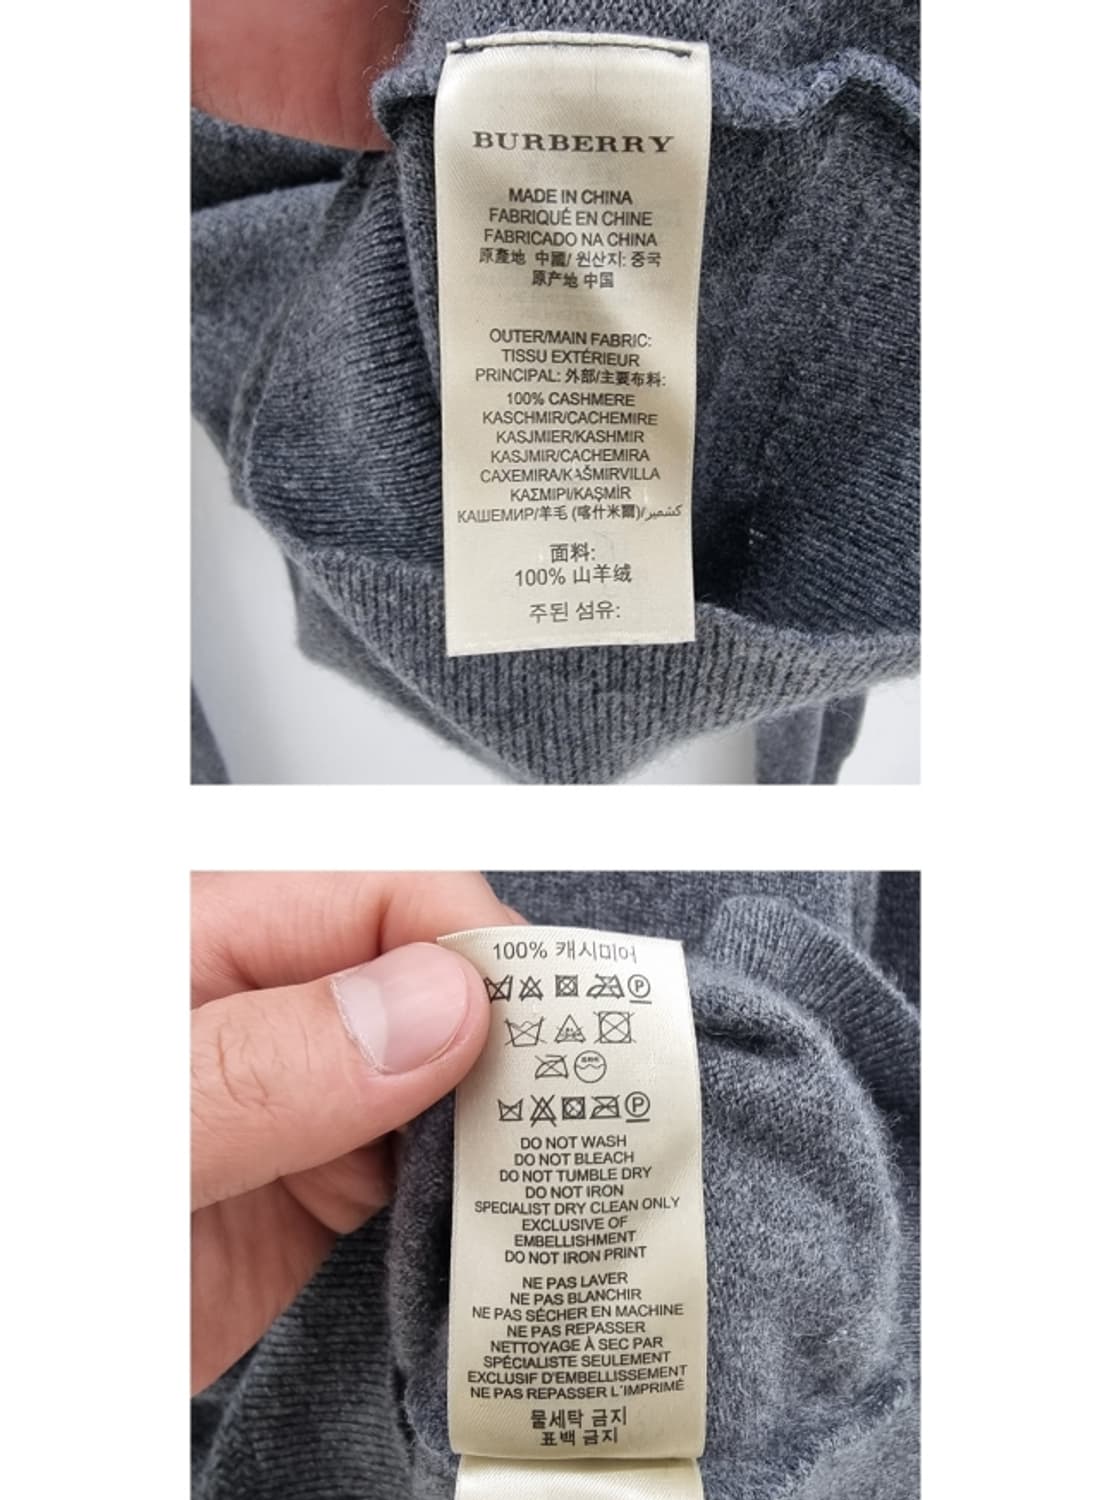 BURBERRY
MADE IN CHINA
FABRIQUÉ EN CHINE
FABRICADO NA CHINA
原產地 中國/ 원산지: 중국
原产地 中国
OUTER/MAIN FABRIC:
TISSU EXTÉRIEUR
PRINCIPAL: 外部/主要布料:
100% CASHMERE
KASCHMIR/CACHEMIRE
KASJMIER/KASHMIR
KASJMIR/CACHEMIRA
CAXEMIRA/KAŠMIRVILLA
ΚΑΣΜΙΡΙ/KAŞMİR
КАШЕМИР/羊毛 (喀什米爾)/كشمير
面料:
100% 山羊绒
주된 섬유:
100% 캐시미어
P
P
DO NOT WASH
DO NOT BLEACH
DO NOT TUMBLE DRY
DO NOT IRON
SPECIALIST DRY CLEAN ONLY
EXCLUSIVE OF
EMBELLISHMENT
DO NOT IRON PRINT
NE PAS LAVER
NE PAS BLANCHIR
NE PAS SÉCHER EN MACHINE
NE PAS REPASSER
NETTOYAGE À SEC PAR
SPÉCIALISTE SEULEMENT
EXCLUSIF D'EMBELLISSEMENT
NE PAS REPASSER L'IMPRIMÉ
물세탁 금지
표백 금지